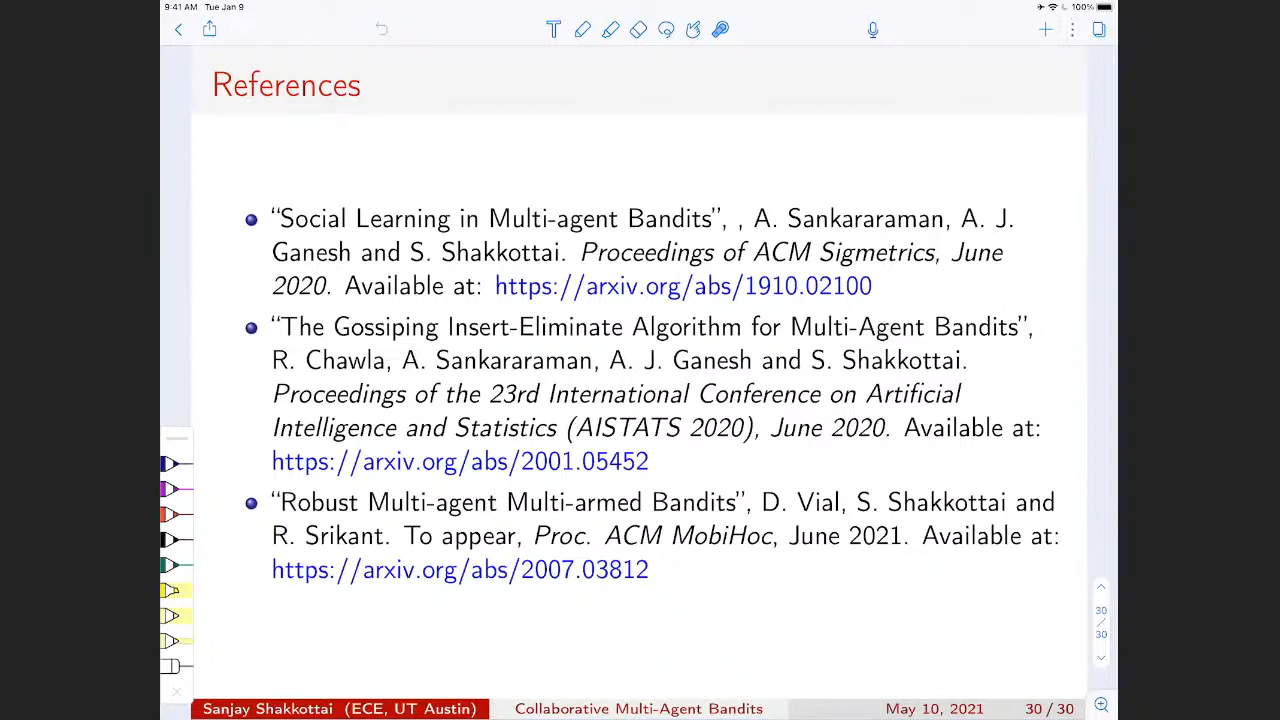 9:41 AM Tue Jan 9
100%
References
“Social Learning in Multi-agent Bandits”, , A. Sankararaman, A. J.
Ganesh and S. Shakkottai. Proceedings of ACM Sigmetrics, June
2020. Available at: https://arxiv.org/abs/1910.02100
“The Gossiping Insert-Eliminate Algorithm for Multi-Agent Bandits”,
R. Chawla, A. Sankararaman, A. J. Ganesh and S. Shakkottai.
Proceedings of the 23rd International Conference on Artificial
Intelligence and Statistics (AISTATS 2020), June 2020. Available at:
https://arxiv.org/abs/2001.05452
“Robust Multi-agent Multi-armed Bandits”, D. Vial, S. Shakkottai and
R. Srikant. To appear, Proc. ACM MobiHoc, June 2021. Available at:
https://arxiv.org/abs/2007.03812
30
/
30
Sanjay Shakkottai (ECE, UT Austin) Collaborative Multi-Agent Bandits May 10, 2021 30 / 30